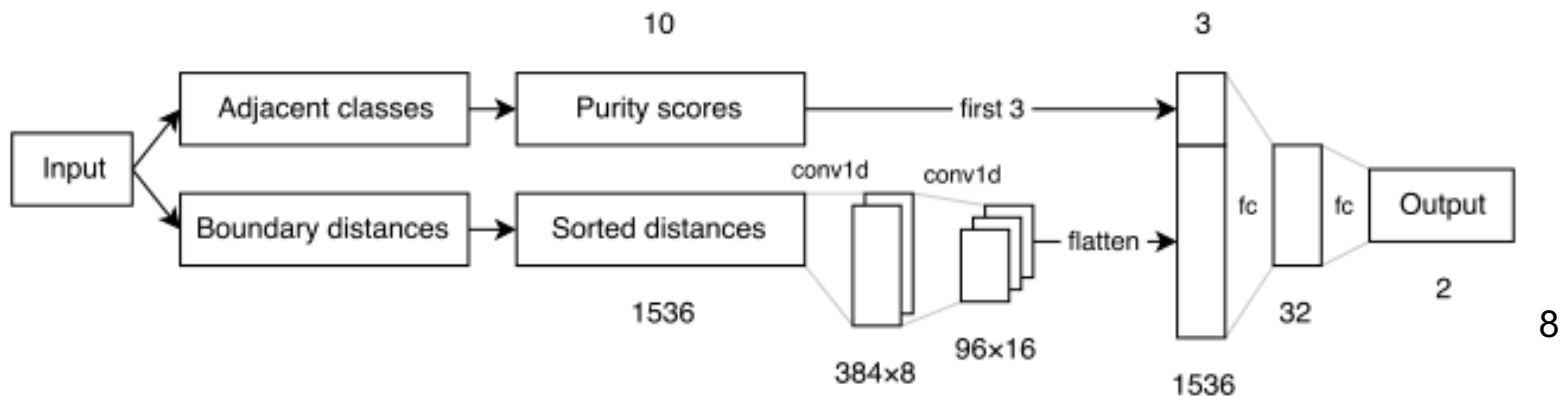 10
3
Adjacent classes
Purity scores
first 3
Input
conv1d
conv1d
Boundary distances
Sorted distances
flatten
fc
fc
Output
1536
384×8
96×16
1536
32
2
8